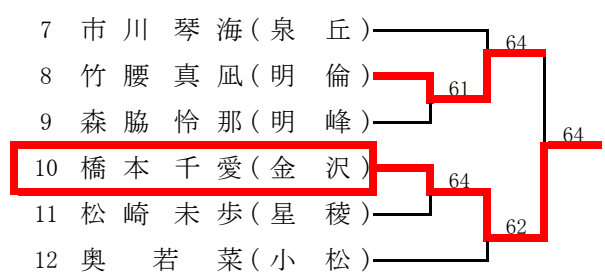 7 市川 琴海(泉 丘)
64
8 竹腰 真凪(明 倫)
61
9 森脇 怜那(明 峰)
64
10 橋本 千愛(金 沢)
64
11 松崎 未歩(星 稜)
62
12 奥 若菜(小 松)